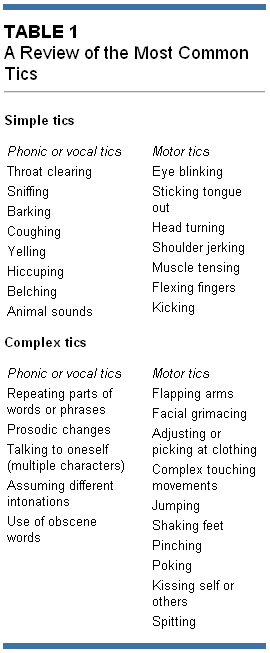 TABLE 1
A Review of the Most Common
Tics
Simple tics
Phonic or vocal tics
Throat clearing
Sniffing
Barking
Coughing
Yelling
Hiccuping
Belching
Animal sounds
Motor tics
Eye blinking
Sticking tongue
out
Head turning
Shoulder jerking
Muscle tensing
Flexing fingers
Kicking
Complex tics
Phonic or vocal tics
Repeating parts of
words or phrases
Prosodic changes
Talking to oneself
(multiple characters)
Assuming different
intonations
Use of obscene
words
Motor tics
Flapping arms
Facial grimacing
Adjusting or
picking at clothing
Complex touching
movements
Jumping
Shaking feet
Pinching
Poking
Kissing self or
others
Spitting